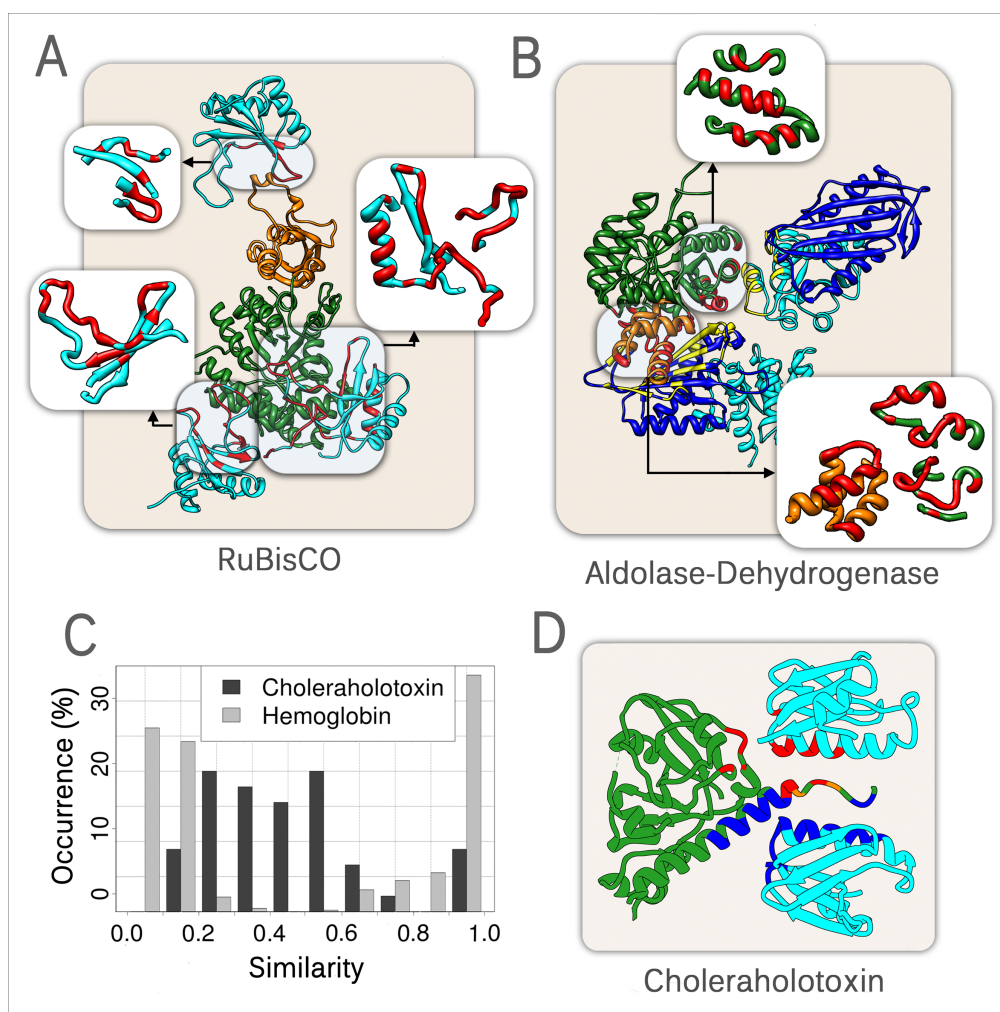 A
B
RuBisCO
Aldolase-Dehydrogenase
C
Choleraholotoxin
Hemoglobin
Occurrence (%)
30
20
10
0
0.0 0.2 0.4 0.6 0.8 1.0
Similarity
D
Choleraholotoxin